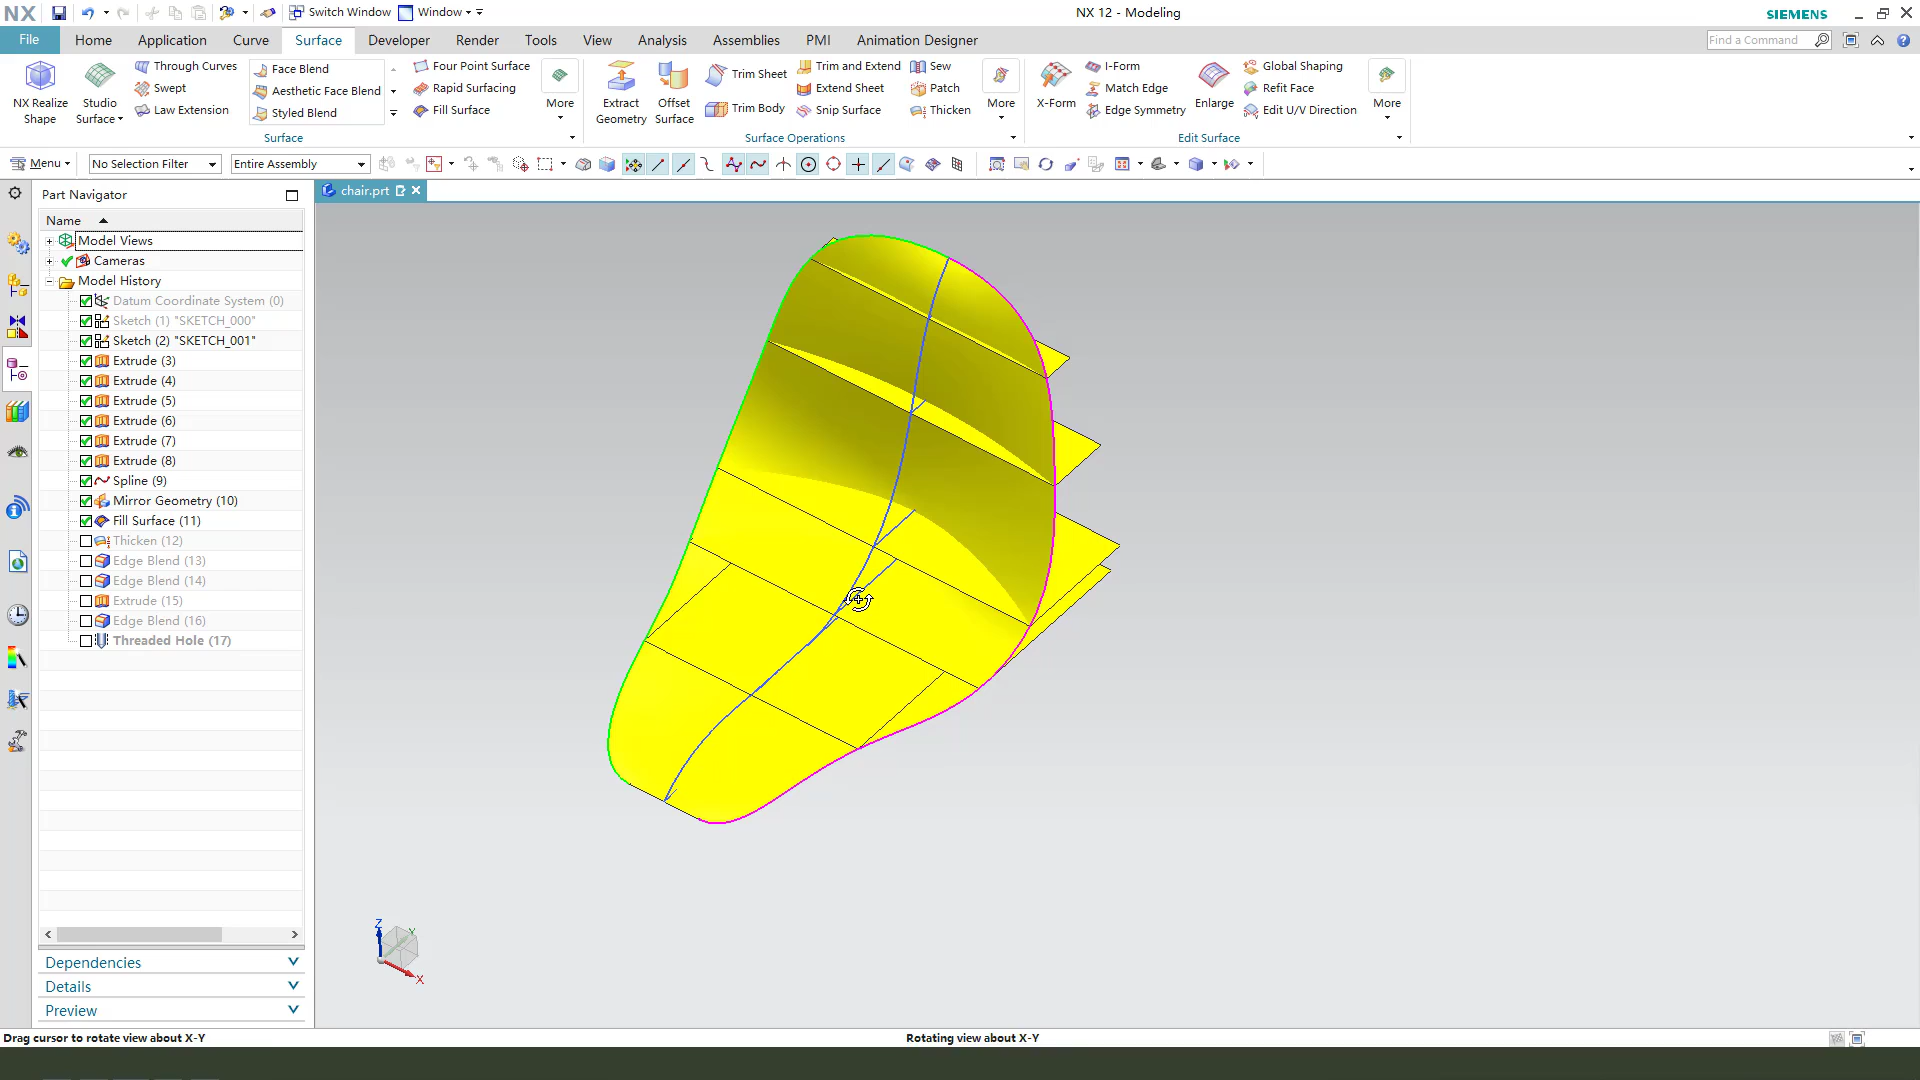 NX Switch Window Window NX 12 - Modeling SIEMENS
File Home Application Curve Surface Developer Render Tools View Analysis Assemblies PMI Animation Designer Find a Command
NX Realize Shape
Studio Surface
Through Curves
Swept
Law Extension
Face Blend
Aesthetic Face Blend
Styled Blend
Four Point Surface
Rapid Surfacing
Fill Surface
More
Surface
Extract Geometry
Offset Surface
Trim Sheet
Trim Body
Trim and Extend
Extend Sheet
Snip Surface
Sew
Patch
Thicken
More
Surface Operations
X-Form
I-Form
Match Edge
Edge Symmetry
Enlarge
Global Shaping
Refit Face
Edit U/V Direction
More
Edit Surface
Menu No Selection Filter Entire Assembly
Part Navigator
chair.prt
Name
Model Views
Cameras
Model History
Datum Coordinate System (0)
Sketch (1) "SKETCH_000"
Sketch (2) "SKETCH_001"
Extrude (3)
Extrude (4)
Extrude (5)
Extrude (6)
Extrude (7)
Extrude (8)
Spline (9)
Mirror Geometry (10)
Fill Surface (11)
Thicken (12)
Edge Blend (13)
Edge Blend (14)
Extrude (15)
Edge Blend (16)
Threaded Hole (17)
Z
Y
X
Dependencies
Details
Preview
Drag cursor to rotate view about X-Y Rotating view about X-Y